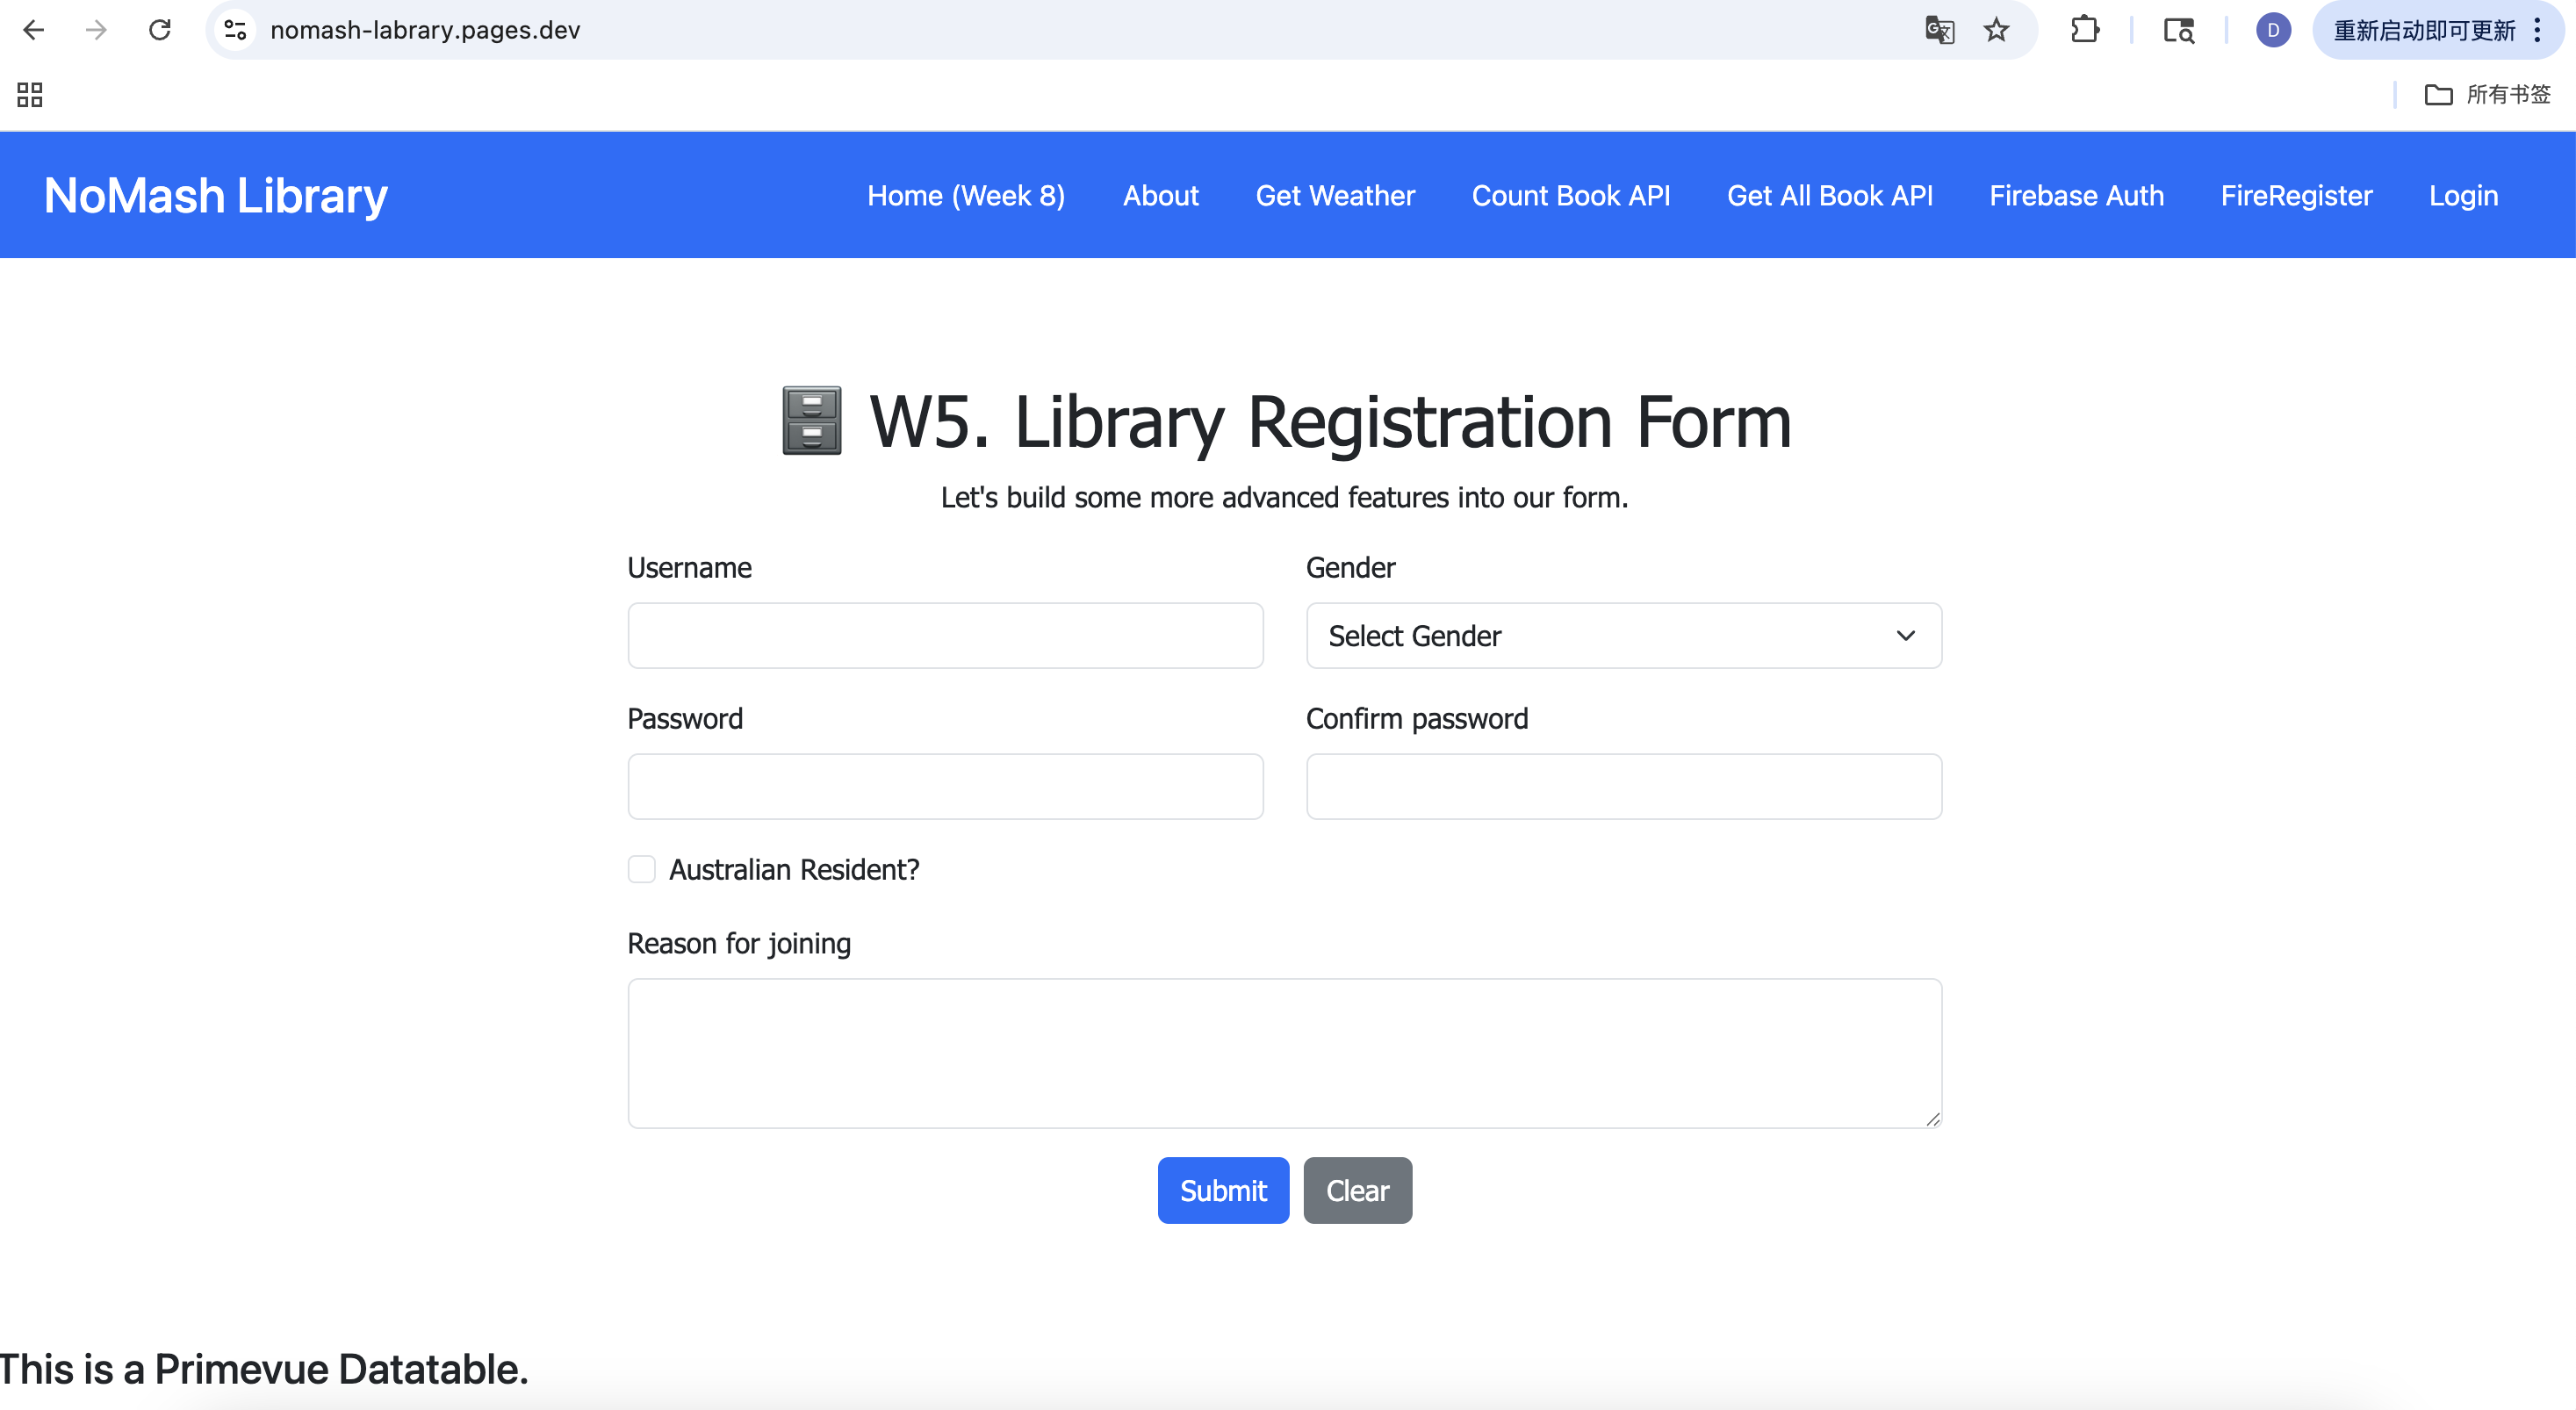 nomash-labrary.pages.dev
D
重新启动即可更新
所有书签
NoMash Library
Home (Week 8)
About
Get Weather
Count Book API
Get All Book API
Firebase Auth
FireRegister
Login
🗄️ W5. Library Registration Form
Let's build some more advanced features into our form.
Username
Gender
Select Gender
Password
Confirm password
Australian Resident?
Reason for joining
Submit
Clear
This is a Primevue Datatable.